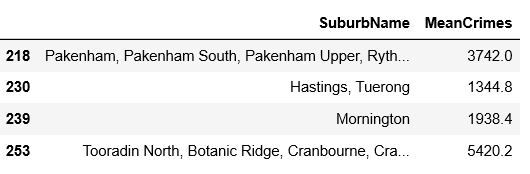 SuburbName MeanCrimes
218 Pakenham, Pakenham South, Pakenham Upper, Ryth... 3742.0
230 Hastings, Tuerong 1344.8
239 Mornington 1938.4
253 Tooradin North, Botanic Ridge, Cranbourne, Cra... 5420.2